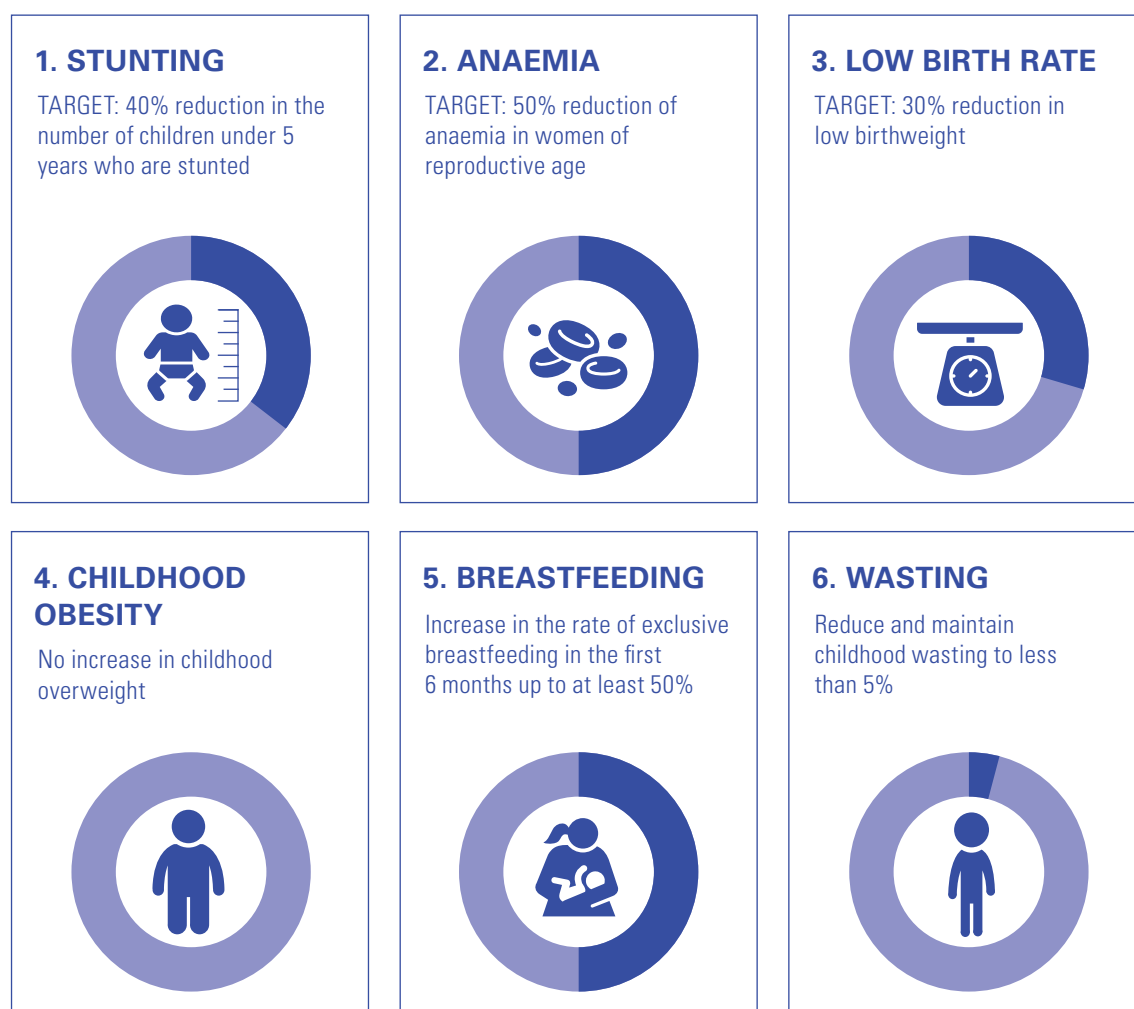 1. STUNTING
TARGET: 40% reduction in the
number of children under 5
years who are stunted
2. ANAEMIA
TARGET: 50% reduction of
anaemia in women of
reproductive age
3. LOW BIRTH RATE
TARGET: 30% reduction in
low birthweight
4. CHILDHOOD
OBESITY
No increase in childhood
overweight
5. BREASTFEEDING
Increase in the rate of exclusive
breastfeeding in the first
6 months up to at least 50%
6. WASTING
Reduce and maintain
childhood wasting to less
than 5%